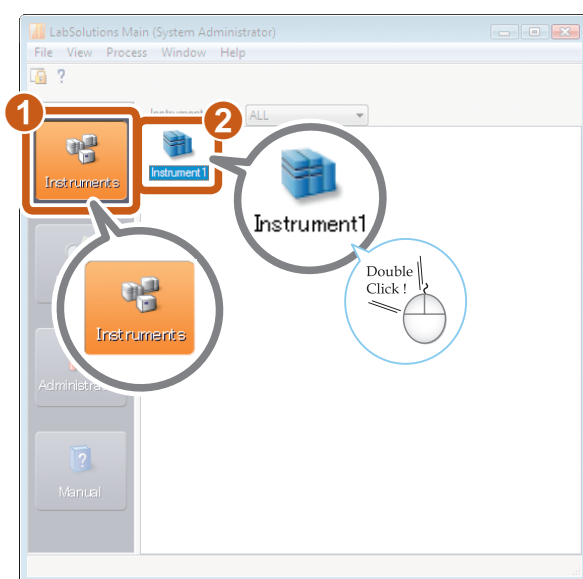 LabSolutions Main (System Administrator)
File View Process Window Help
?
1
2
ALL
Instruments
Instrument1
Instrument1
Double
Click !
Instruments
?
Manual